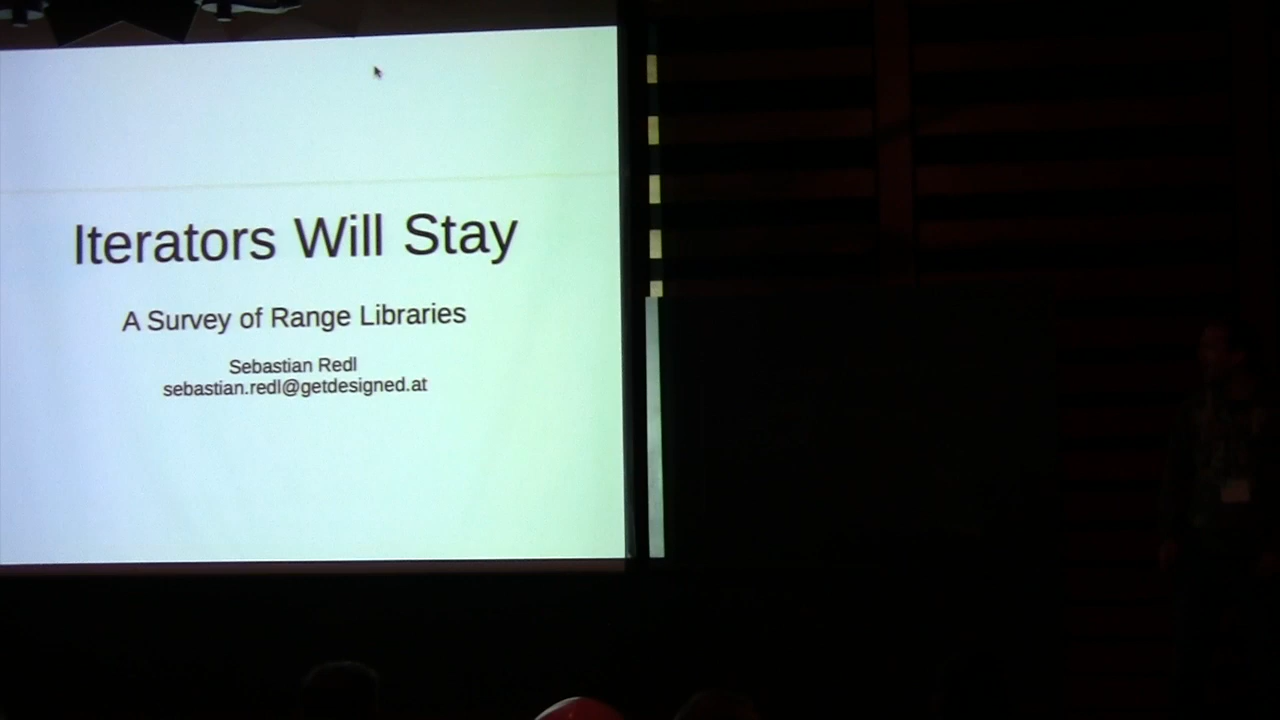 Iterators Will Stay
A Survey of Range Libraries
Sebastian Redl
sebastian.redl@getdesigned.at